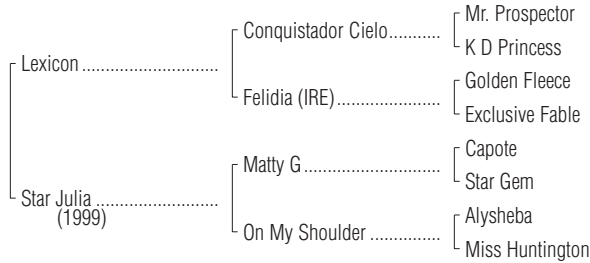 Mr. Prospector
Conquistador Cielo...........
K D Princess
Lexicon .............................
Golden Fleece
Felidia (IRE)......................
Exclusive Fable
Capote
Matty G .............................
Star Gem
Star Julia ..........................
(1999)
Alysheba
On My Shoulder ...............
Miss Huntington